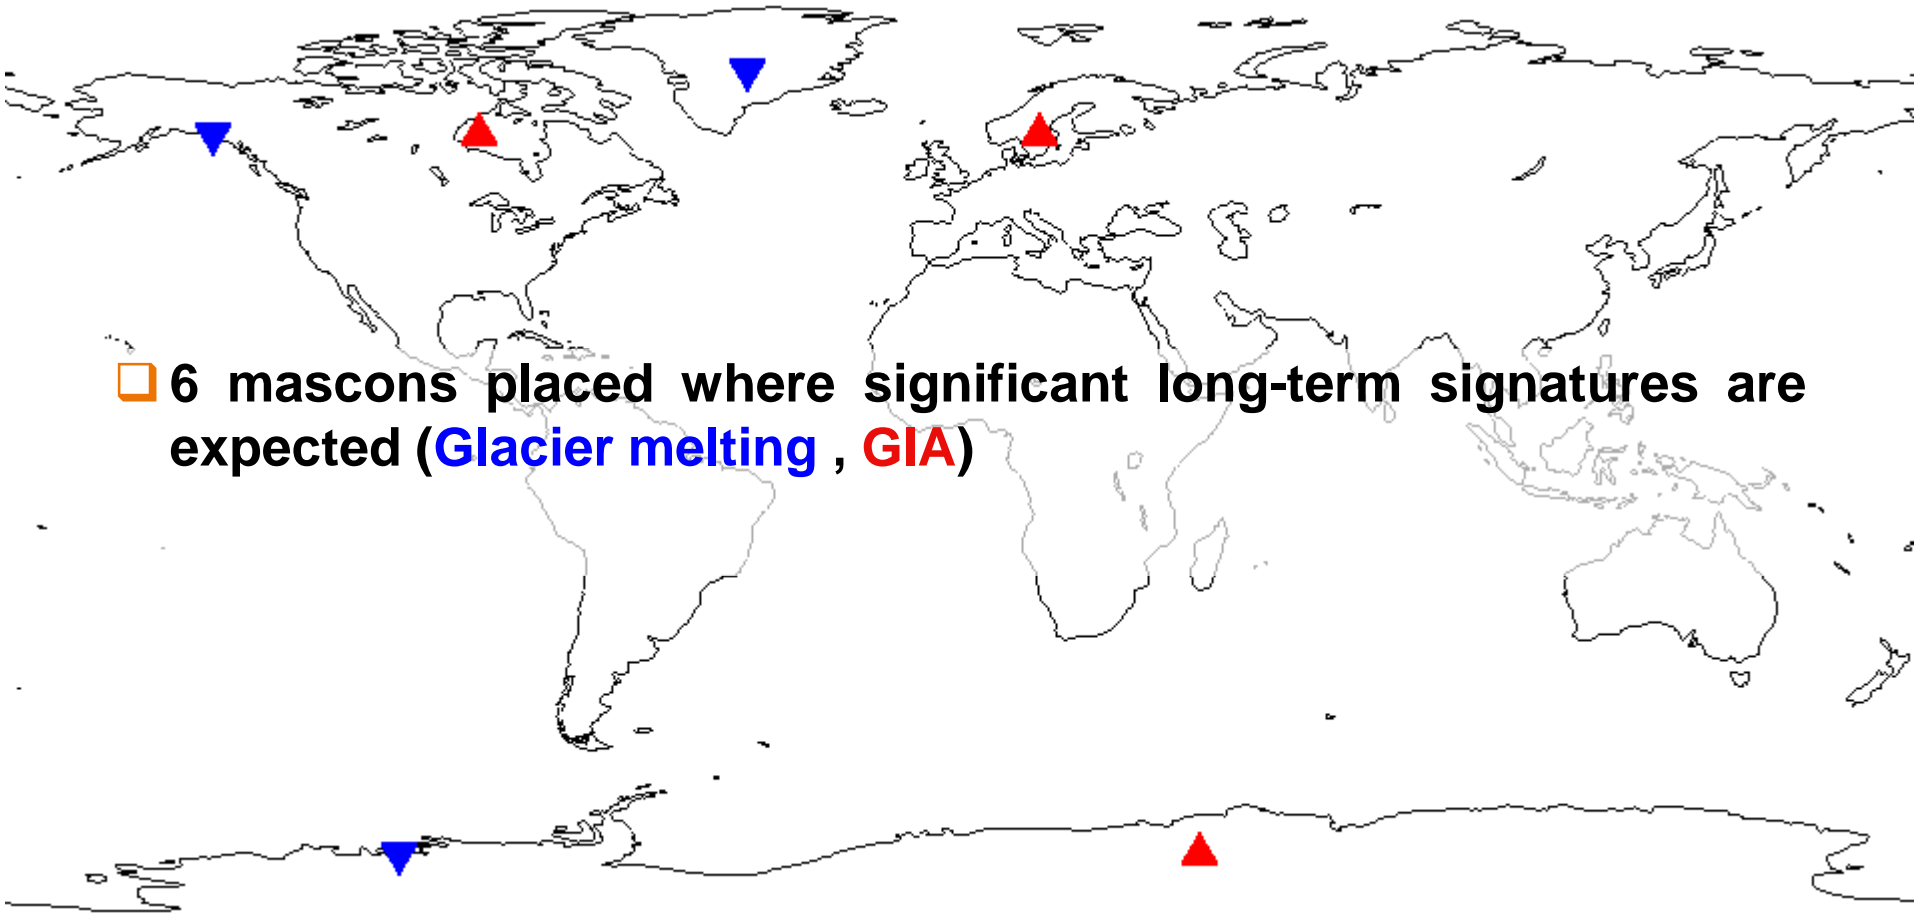 6 mascons placed where significant long-term signatures are
expected (Glacier melting , GIA)